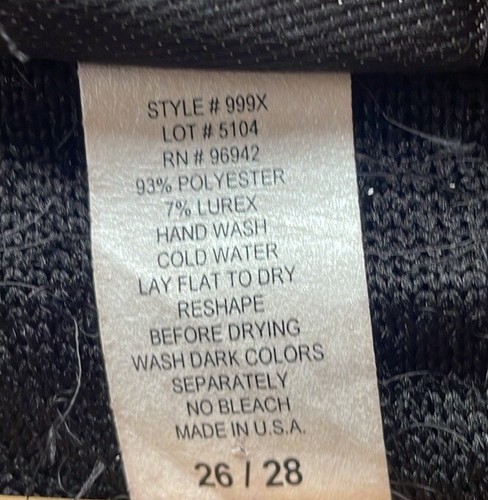 STYLE # 999X
LOT # 5104
RN # 96942
93% POLYESTER
7% LUREX
HAND WASH
COLD WATER
LAY FLAT TO DRY
RESHAPE
BEFORE DRYING
WASH DARK COLORS
SEPARATELY
NO BLEACH
MADE IN U.S.A.
26 / 28